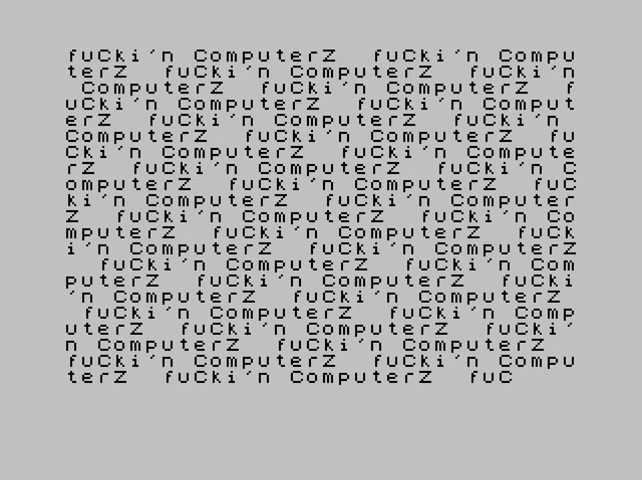 fuCki´n ComputerZ  fuCki´n Compu
terZ  fuCki´n ComputerZ  fuCki´n
 ComputerZ  fuCki´n ComputerZ  f
uCki´n ComputerZ  fuCki´n Comput
erZ  fuCki´n ComputerZ  fuCki´n
ComputerZ  fuCki´n ComputerZ  fu
Cki´n ComputerZ  fuCki´n Compute
rZ  fuCki´n ComputerZ  fuCki´n C
omputerZ  fuCki´n ComputerZ  fuC
ki´n ComputerZ  fuCki´n Computer
Z  fuCki´n ComputerZ  fuCki´n Co
mputerZ  fuCki´n ComputerZ  fuCk
i´n ComputerZ  fuCki´n ComputerZ
  fuCki´n ComputerZ  fuCki´n Com
puterZ  fuCki´n ComputerZ  fuCki
´n ComputerZ  fuCki´n ComputerZ
 fuCki´n ComputerZ  fuCki´n Comp
uterZ  fuCki´n ComputerZ  fuCki´
n ComputerZ  fuCki´n ComputerZ
fuCki´n ComputerZ  fuCki´n Compu
terZ  fuCki´n ComputerZ  fuC